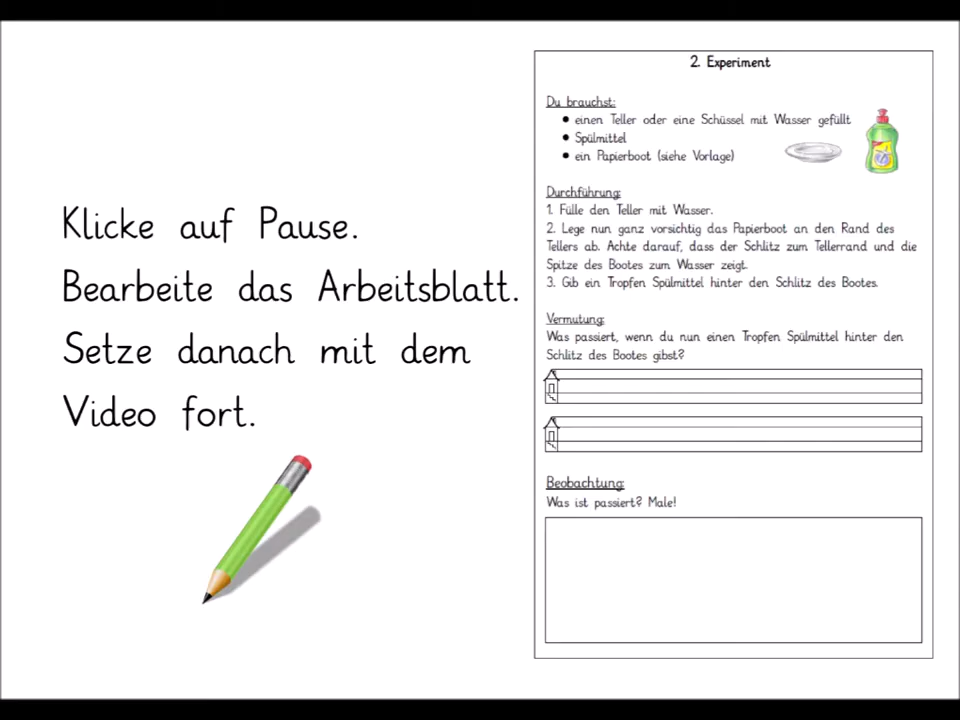 Klicke auf Pause.
Bearbeite das Arbeitsblatt.
Setze danach mit dem
Video fort.
2. Experiment
Du brauchst:
• einen Teller oder eine Schüssel mit Wasser gefüllt
• Spülmittel
• ein Papierboot (siehe Vorlage)
Durchführung:
1. Fülle den Teller mit Wasser.
2. Lege nun ganz vorsichtig das Papierboot an den Rand des
Tellers ab. Achte darauf, dass der Schlitz zum Tellerrand und die
Spitze des Bootes zum Wasser zeigt.
3. Gib ein Tropfen Spülmittel hinter den Schlitz des Bootes.
Vermutung:
Was passiert, wenn du nun einen Tropfen Spülmittel hinter den
Schlitz des Bootes gibst?
Beobachtung:
Was ist passiert? Male!